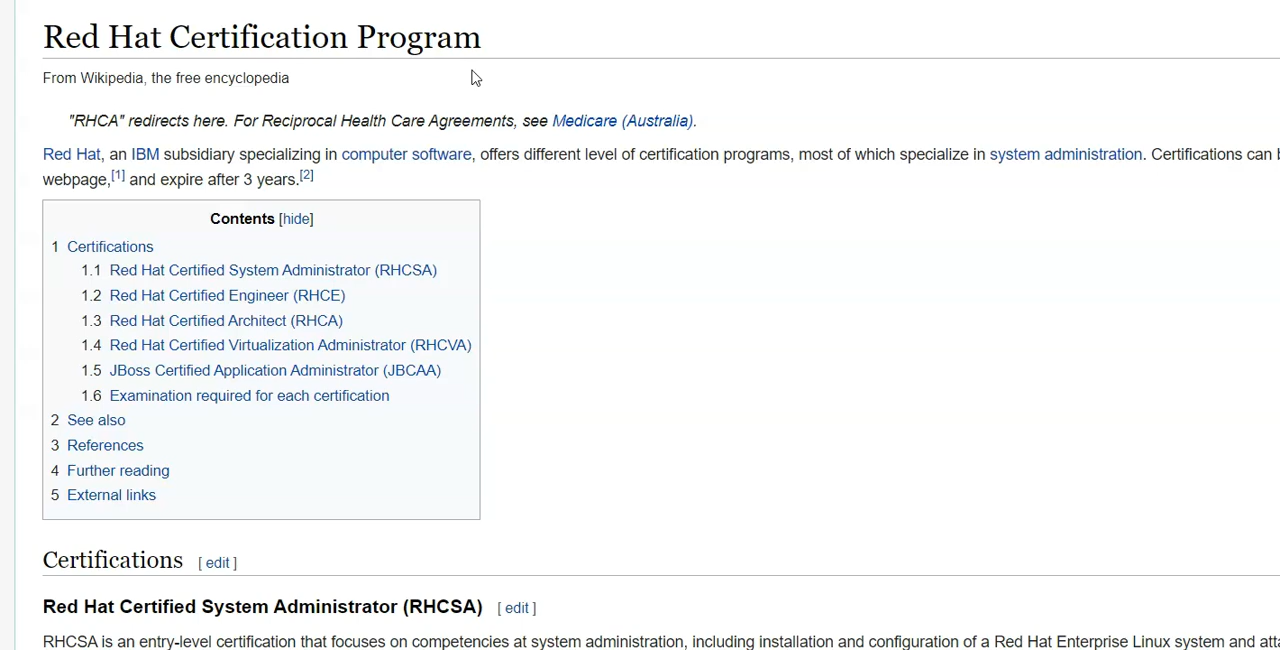 Red Hat Certification Program
From Wikipedia, the free encyclopedia
"RHCA" redirects here. For Reciprocal Health Care Agreements, see Medicare (Australia).
Red Hat, an IBM subsidiary specializing in computer software, offers different level of certification programs, most of which specialize in system administration. Certifications can
webpage,[1] and expire after 3 years.[2]
Contents [hide]
1 Certifications
1.1 Red Hat Certified System Administrator (RHCSA)
1.2 Red Hat Certified Engineer (RHCE)
1.3 Red Hat Certified Architect (RHCA)
1.4 Red Hat Certified Virtualization Administrator (RHCVA)
1.5 JBoss Certified Application Administrator (JBCAA)
1.6 Examination required for each certification
2 See also
3 References
4 Further reading
5 External links
Certifications [ edit ]
Red Hat Certified System Administrator (RHCSA) [ edit ]
RHCSA is an entry-level certification that focuses on competencies at system administration, including installation and configuration of a Red Hat Enterprise Linux system and